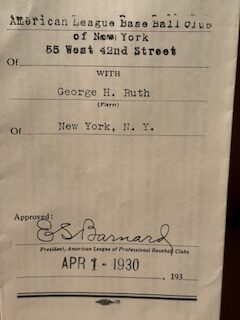 American League Base Ball Club
of New York
55 West 42nd Street
Of
WITH
George H. Ruth
(Player)
Of New York, N. Y.
Approved:
E S Barnard
President, American League of Professional Baseball Clubs
APR 1 - 1930 , 193